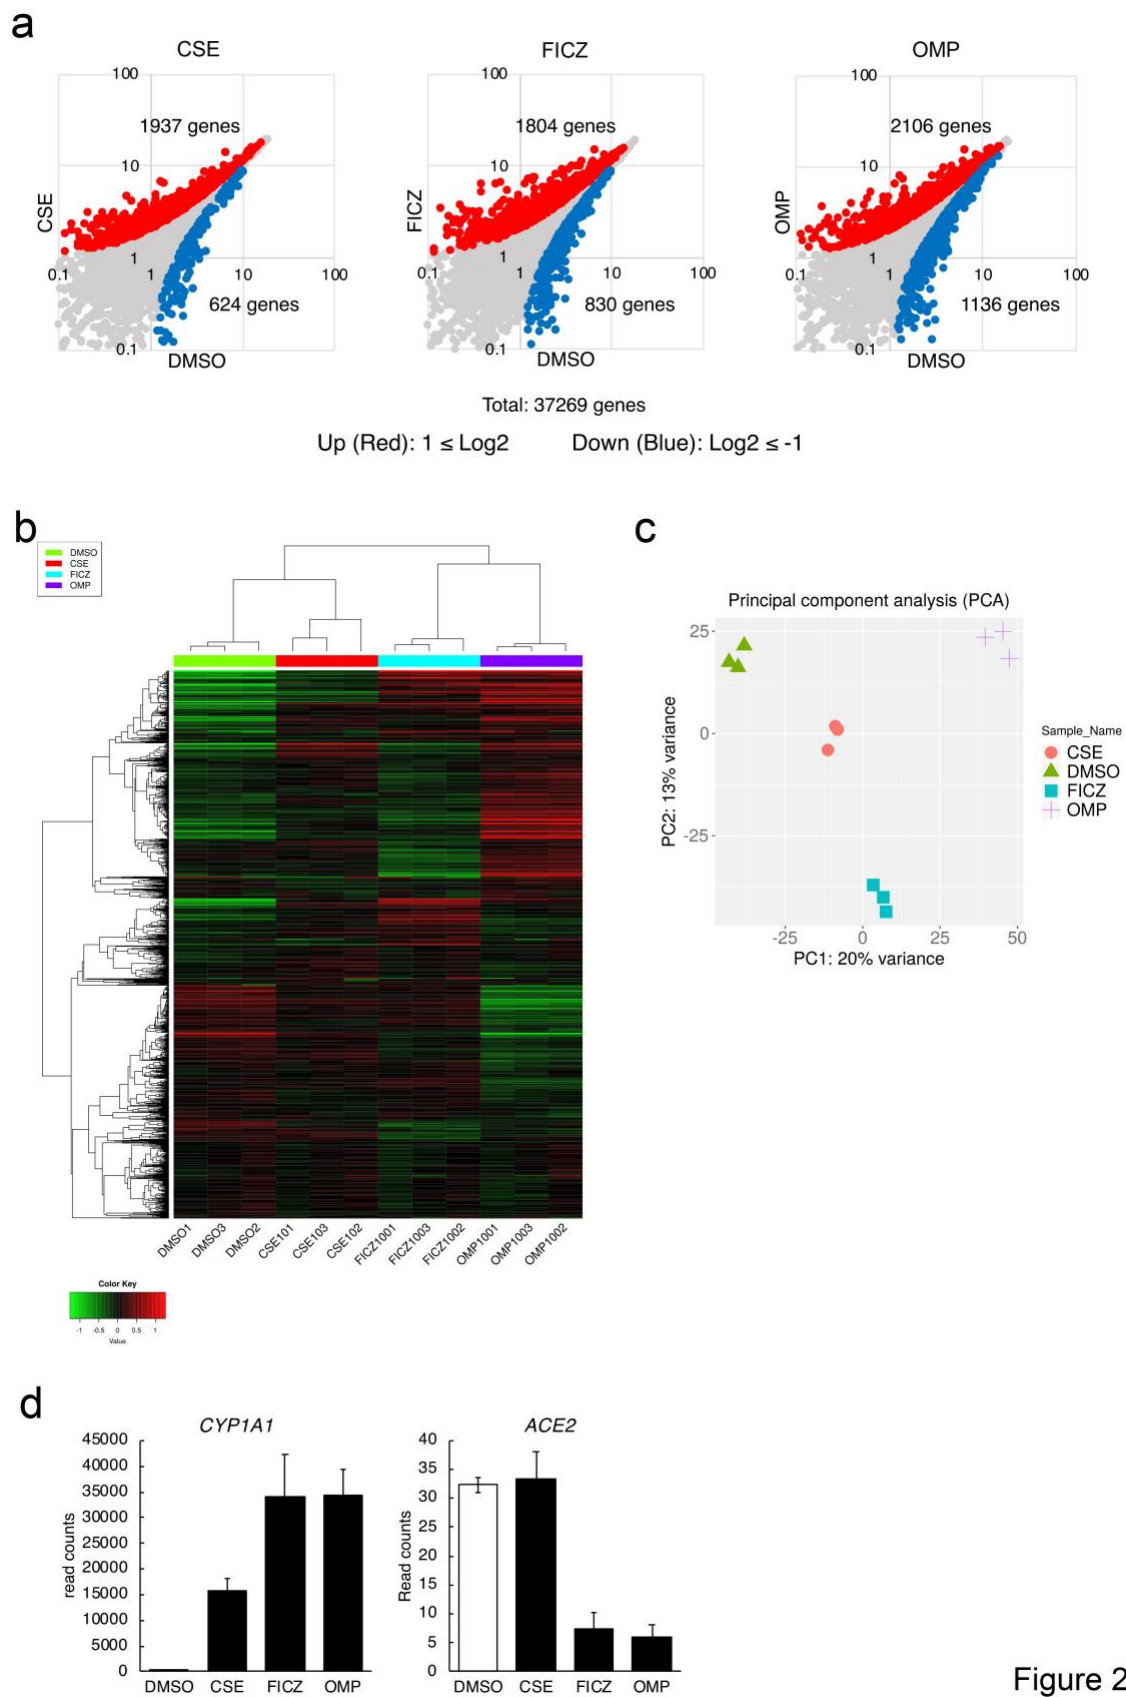 a
CSE
FICZ
OMP
100
100
100
1937 genes
1804 genes
2106 genes
10
10
10
CSE
FICZ
OMP
1
1
1
0.1 1 10 100
0.1 1 10 100
0.1 1 10 100
624 genes
830 genes
1136 genes
0.1
0.1
0.1
DMSO
DMSO
DMSO
Total: 37269 genes
Up (Red): 1 ≤ Log2
Down (Blue): Log2 ≤ -1
b
DMSO
CSE
FICZ
OMP
DMSO1
DMSO3
DMSO2
CSE101
CSE103
CSE102
FICZ1001
FICZ1003
FICZ1002
OMP1001
OMP1003
OMP1002
Color Key
-1 -0.5 0 0.5 1
Value
c
Principal component analysis (PCA)
25
0
-25
PC2: 13% variance
-25 0 25 50
PC1: 20% variance
Sample_Name
CSE
DMSO
FICZ
OMP
d
CYP1A1
45000
40000
35000
30000
25000
20000
15000
10000
5000
0
read counts
DMSO CSE FICZ OMP
ACE2
40
35
30
25
20
15
10
5
0
Read counts
DMSO CSE FICZ OMP
Figure 2